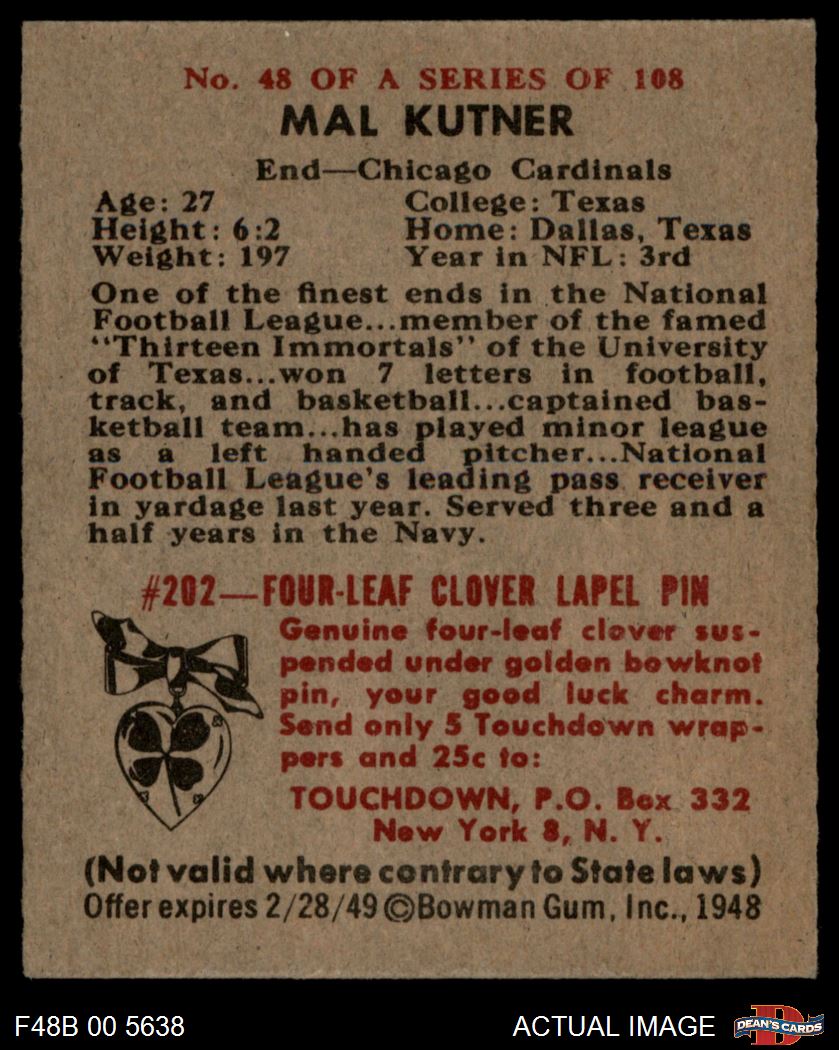 No. 48 OF A SERIES OF 108
MAL KUTNER
End—Chicago Cardinals
Age: 27 College: Texas
Height: 6:2 Home: Dallas, Texas
Weight: 197 Year in NFL: 3rd
One of the finest ends in the National
Football League...member of the famed
"Thirteen Immortals" of the University
of Texas...won 7 letters in football,
track, and basketball...captained bas-
ketball team...has played minor league
as a left handed pitcher...National
Football League's leading pass receiver
in yardage last year. Served three and a
half years in the Navy.
#202—FOUR-LEAF CLOVER LAPEL PIN
Genuine four-leaf clover sus-
pended under golden bowknot
pin, your good luck charm.
Send only 5 Touchdown wrap-
pers and 25c to:
TOUCHDOWN, P.O. Box 332
New York 8, N. Y.
(Not valid where contrary to State laws)
Offer expires 2/28/49 ©Bowman Gum, Inc., 1948
F48B 00 5638 ACTUAL IMAGE
D
DEAN'S CARDS